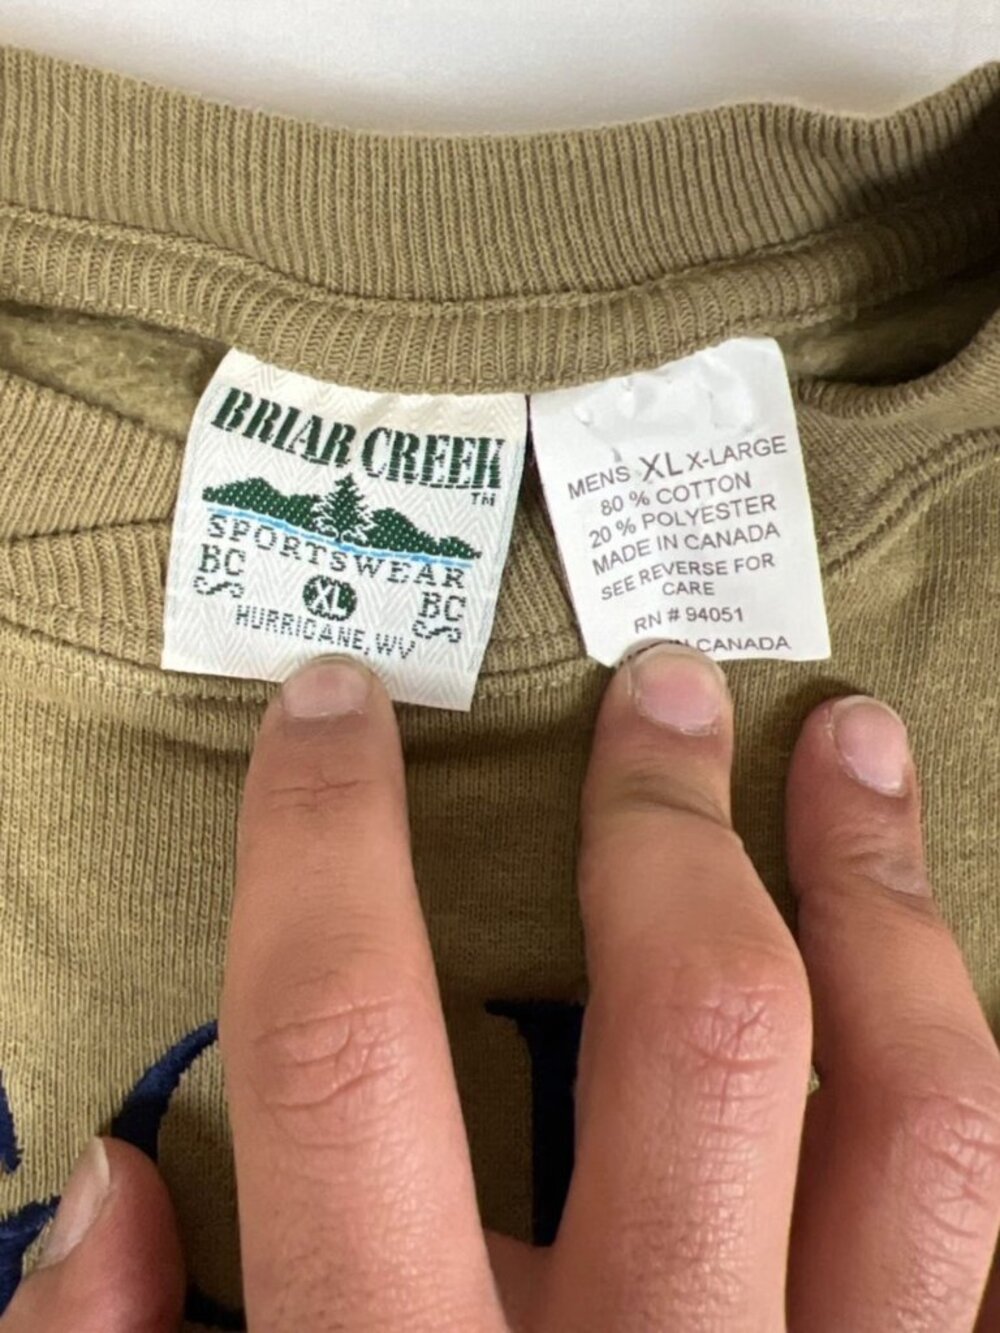 BRIAR CREEK
TM
SPORTSWEAR
BC
XL
BC
HURRICANE, WV
MENS XL X-LARGE
80 % COTTON
20 % POLYESTER
MADE IN CANADA
SEE REVERSE FOR
CARE
RN # 94051
CANADA